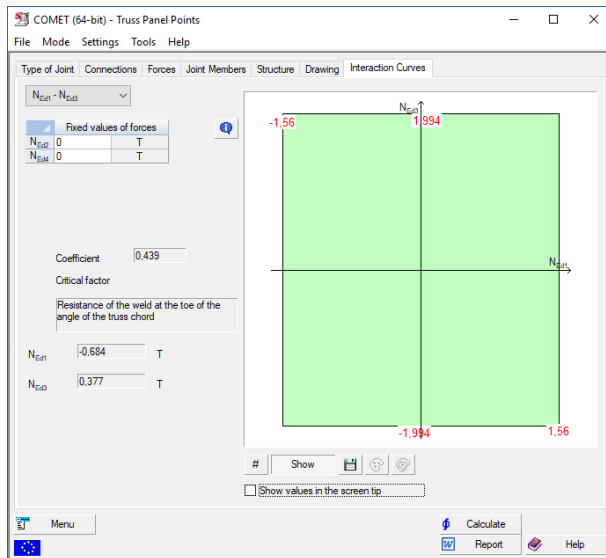 COMET (64-bit) - Truss Panel Points
File Mode Settings Tools Help
Type of Joint Connections Forces Joint Members Structure Drawing Interaction Curves
NEd1 - NEd3
Fixed values of forces
NEd2 0 T
NEd4 0 T
Coefficient 0,439
Critical factor
Resistance of the weld at the toe of the
angle of the truss chord
NEd1 -0,684 T
NEd3 0,377 T
NEd3
-1,56 1,994
NEd1
-1,994 1,56
# Show
Show values in the screen tip
Menu Calculate
Report Help